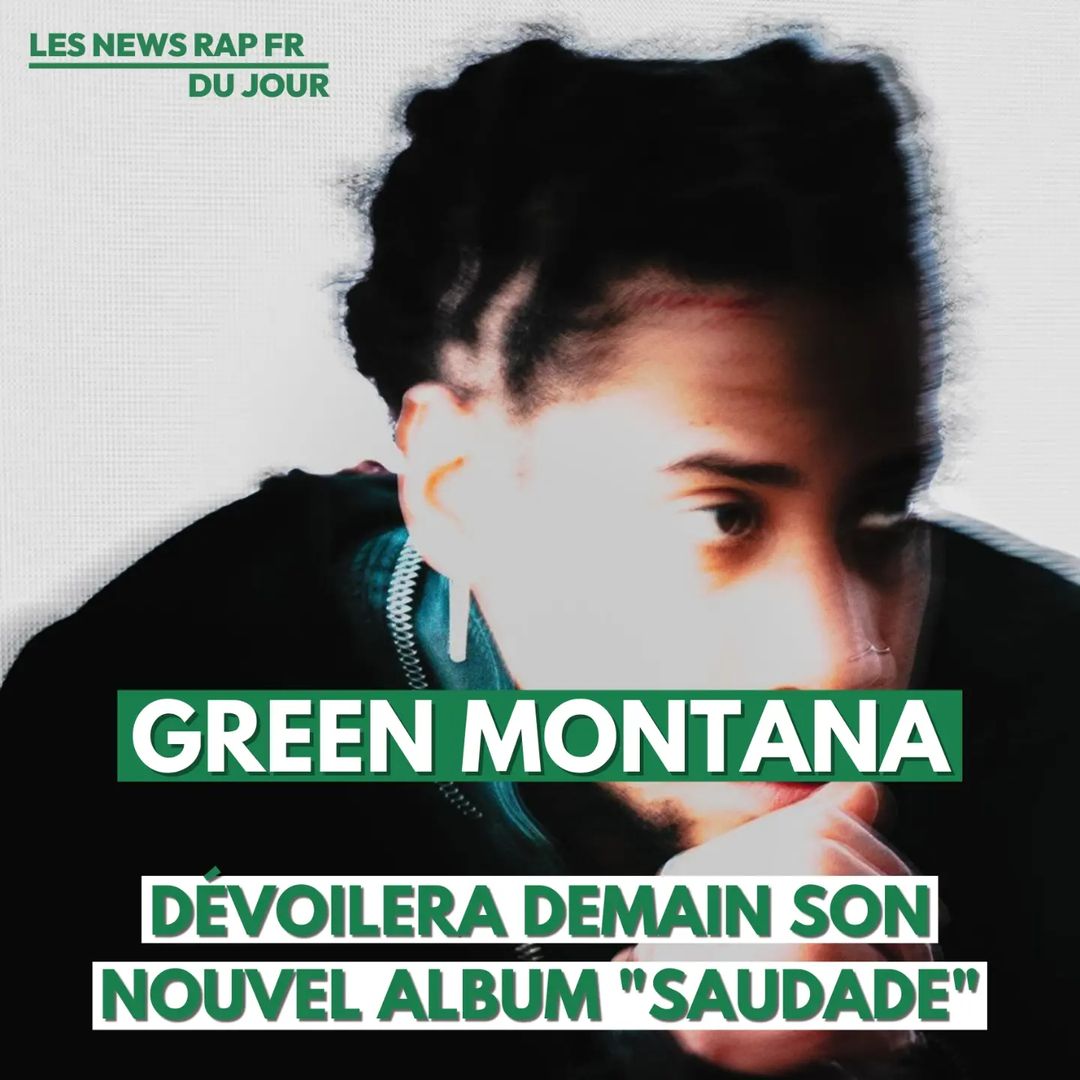 LES NEWS RAP FR
DU JOUR
GREEN MONTANA
DÉVOILERA DEMAIN SON
NOUVEL ALBUM "SAUDADE"